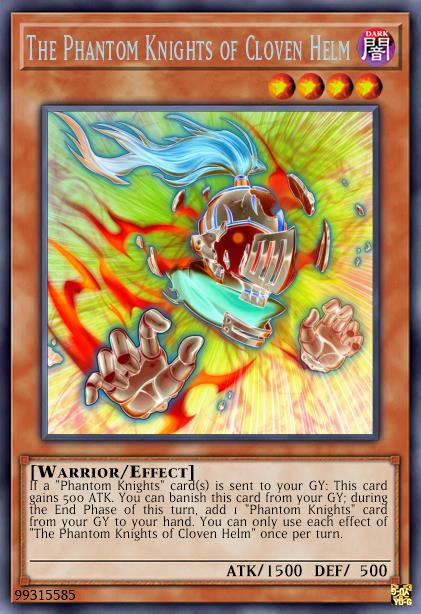 THE PHANTOM KNIGHTS OF CLOVEN HELM
DARK
闇
[WARRIOR/EFFECT]
If a "Phantom Knights" card(s) is sent to your GY: This card
gains 500 ATK. You can banish this card from your GY; during
the End Phase of this turn, add 1 "Phantom Knights" card
from your GY to your hand. You can only use each effect of
"The Phantom Knights of Cloven Helm" once per turn.
ATK/1500 DEF/ 500
99315585